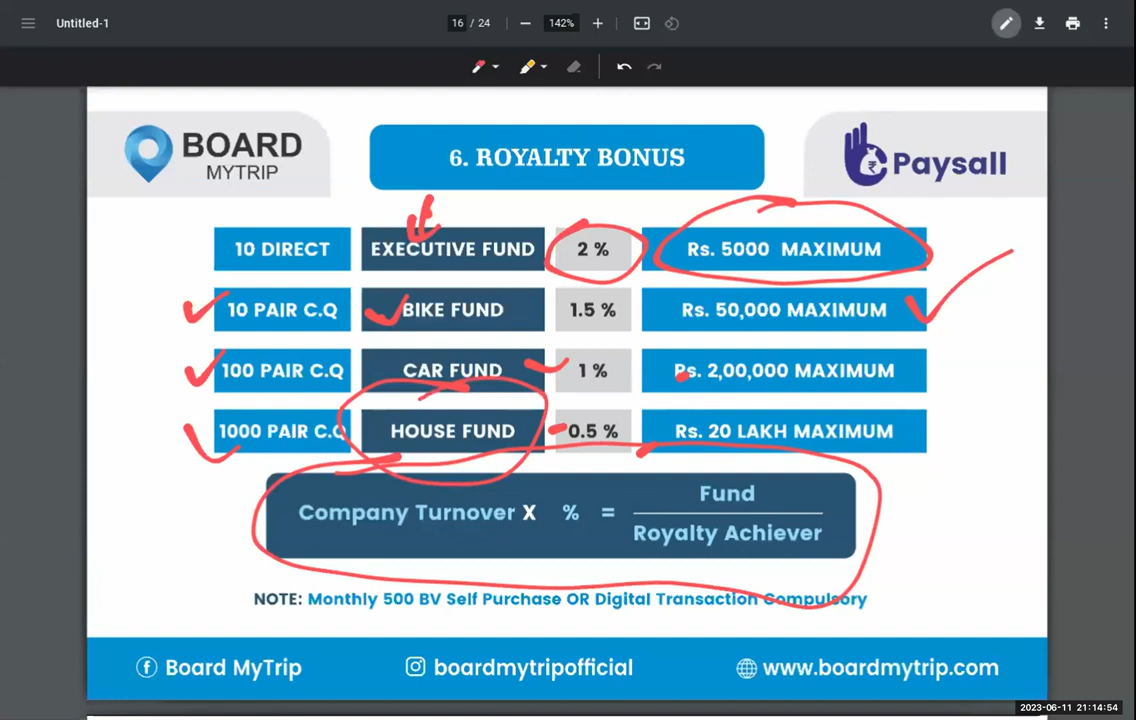 Untitled-1
16 / 24
142%
BOARD
MYTRIP
6. ROYALTY BONUS
Paysall
10 DIRECT EXECUTIVE FUND 2 % Rs. 5000 MAXIMUM
10 PAIR C.Q BIKE FUND 1.5 % Rs. 50,000 MAXIMUM
100 PAIR C.Q CAR FUND 1 % Rs. 2,00,000 MAXIMUM
1000 PAIR C.Q HOUSE FUND 0.5 % Rs. 20 LAKH MAXIMUM
Fund
Company Turnover X % =
Royalty Achiever
NOTE: Monthly 500 BV Self Purchase OR Digital Transaction Compulsory
Board MyTrip boardmytripofficial www.boardmytrip.com
2023-06-11 21:14:54